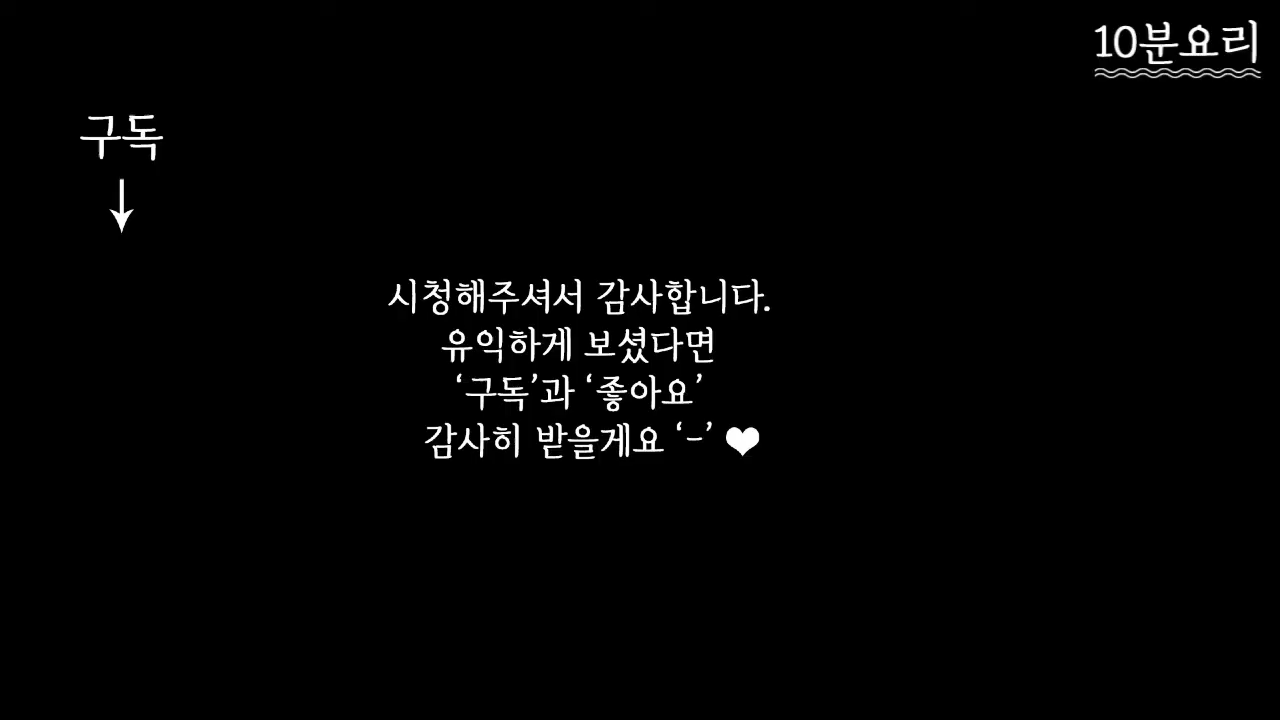 10분요리
구독
↓
시청해주셔서 감사합니다.
유익하게 보셨다면
‘구독’과 ‘좋아요’
감사히 받을게요 ‘-’ ❤